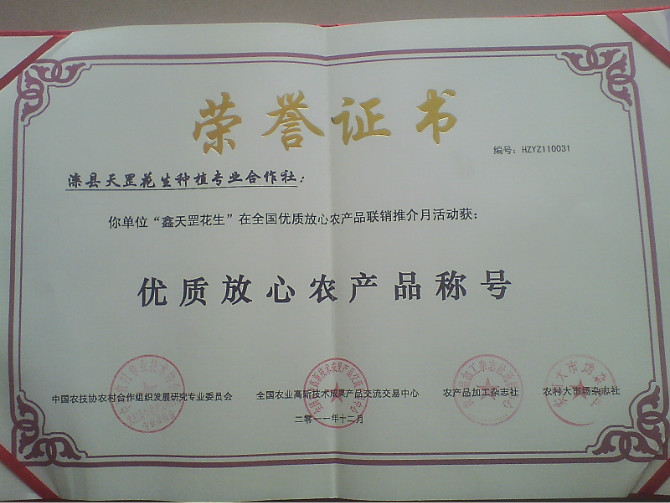 荣誉证书
编号：HZYZ110031
滦县天罡花生种植专业合作社：
你单位“鑫天罡花生”在全国优质放心农产品联销推介月活动获：
优质放心农产品称号
中国农技协农村合作组织发展研究专业委员会 全国农业高新技术成果产品交流交易中心 农产品加工杂志社 农村大市场杂志社
二〇一一年十二月